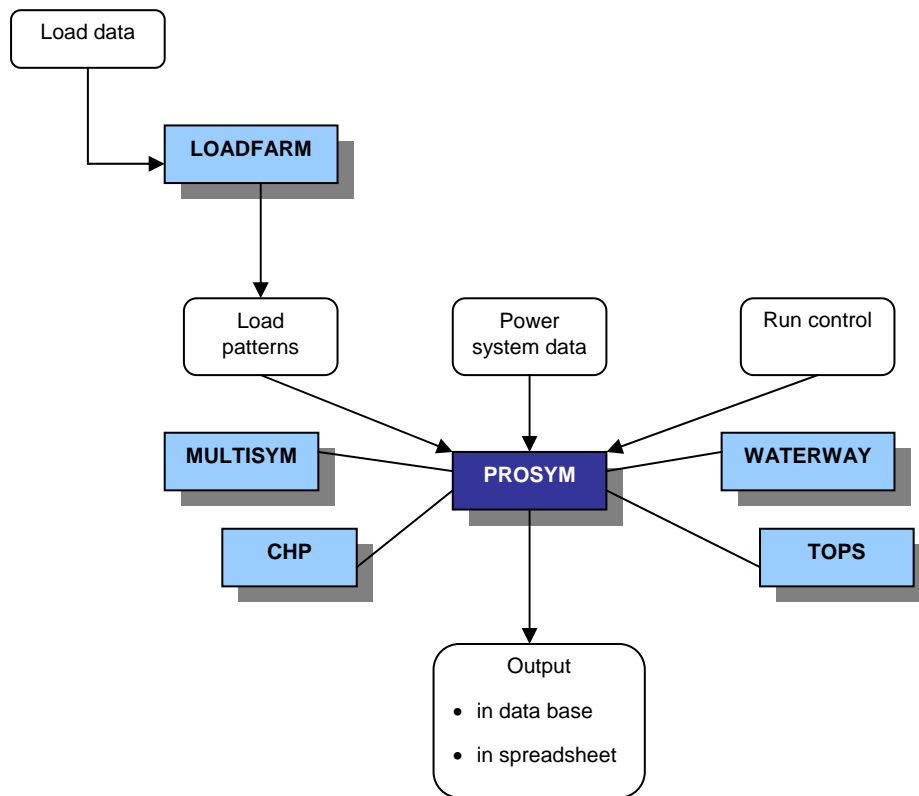 Load data
LOADFARM
Load
patterns
Power
system data
Run control
MULTISYM
PROSYM
WATERWAY
CHP
TOPS
Output
• in data base
• in spreadsheet